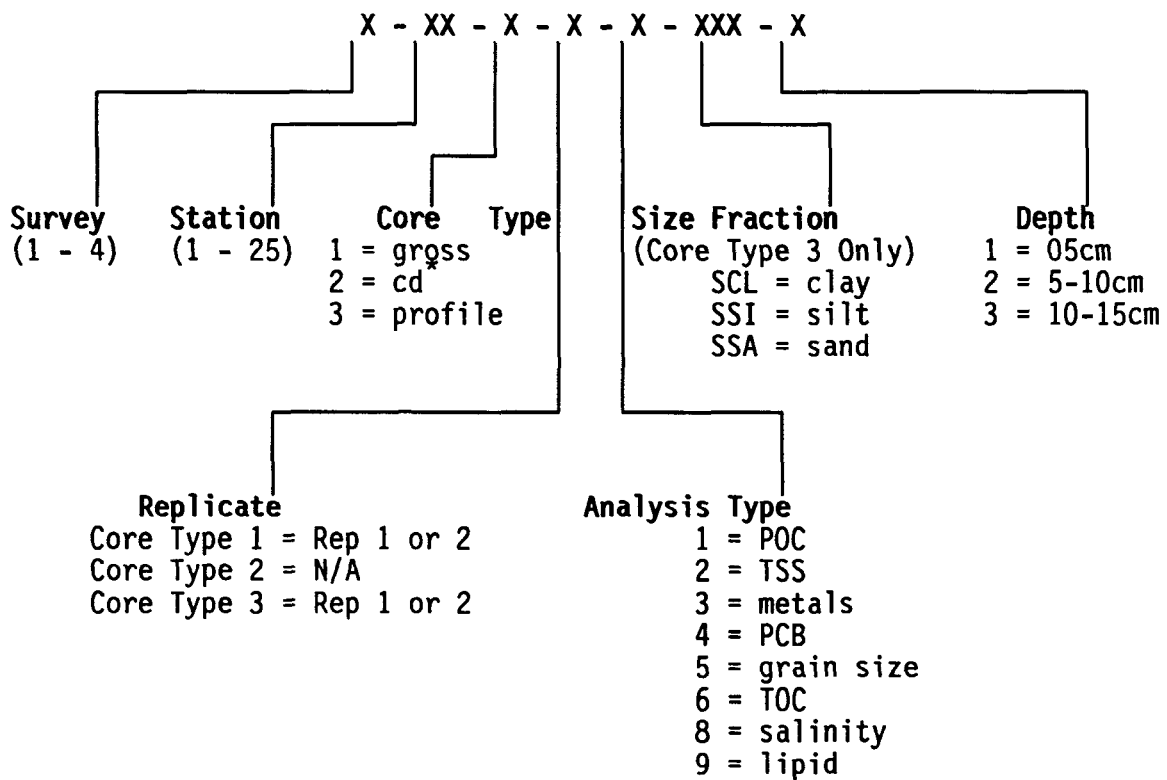 X - XX - X - X - X - XXX - X
Survey
(1 - 4)
Station
(1 - 25)
Core Type
1 = gross
2 = cd*
3 = profile
Size Fraction
(Core Type 3 Only)
SCL = clay
SSI = silt
SSA = sand
Depth
1 = 05cm
2 = 5-10cm
3 = 10-15cm
Replicate
Core Type 1 = Rep 1 or 2
Core Type 2 = N/A
Core Type 3 = Rep 1 or 2
Analysis Type
1 = POC
2 = TSS
3 = metals
4 = PCB
5 = grain size
6 = TOC
8 = salinity
9 = lipid